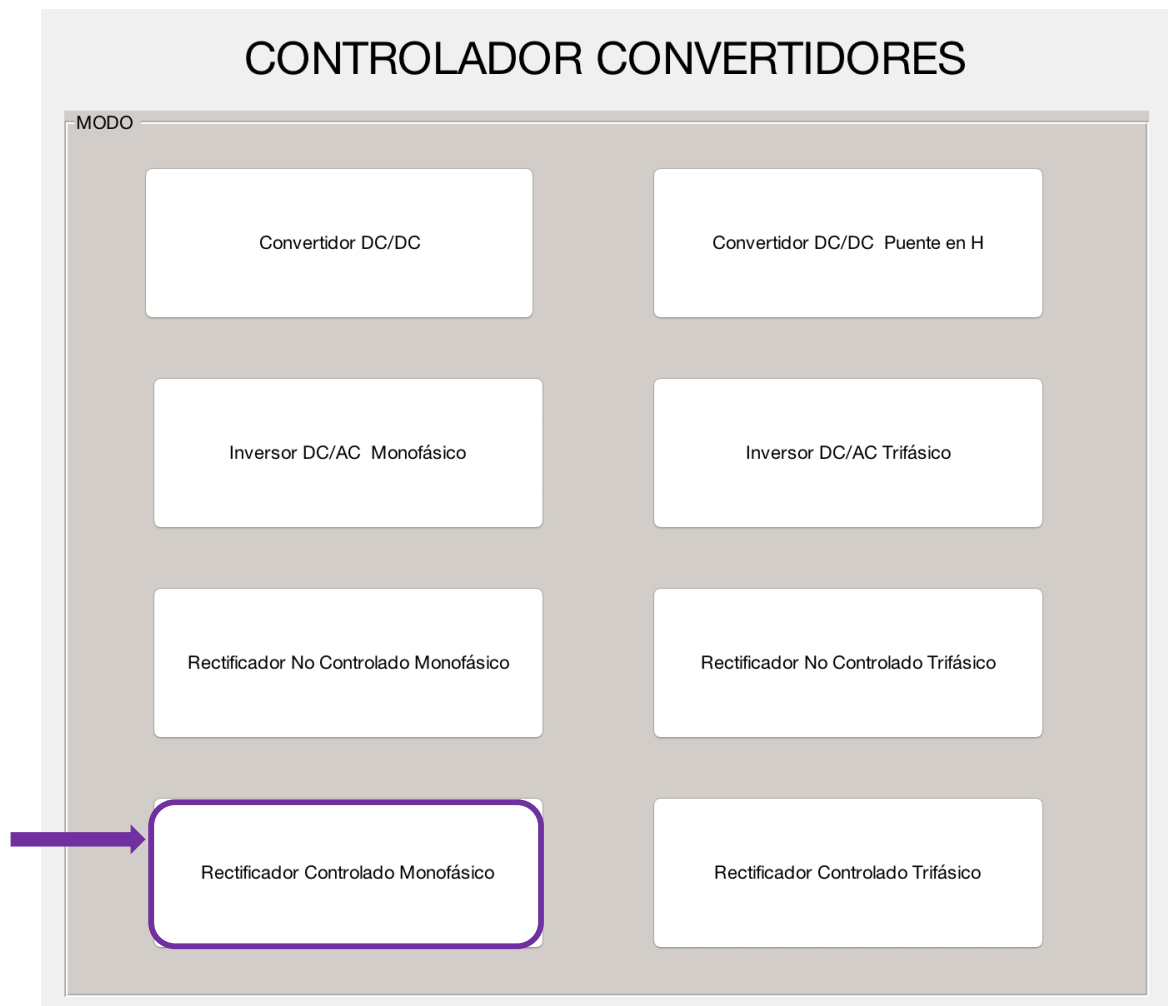 CONTROLADOR CONVERTIDORES
MODO
Convertidor DC/DC
Convertidor DC/DC  Puente en H
Inversor DC/AC  Monofásico
Inversor DC/AC Trifásico
Rectificador No Controlado Monofásico
Rectificador No Controlado Trifásico
Rectificador Controlado Monofásico
Rectificador Controlado Trifásico